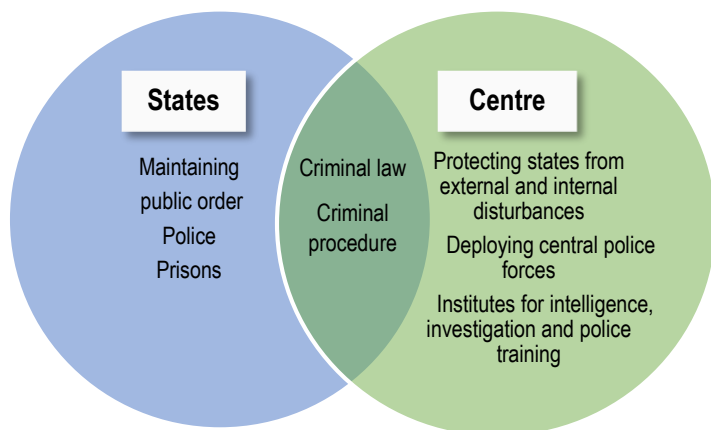 States
Maintaining
public order
Police
Prisons
Criminal law
Criminal
procedure
Centre
Protecting states from
external and internal
disturbances
Deploying central police
forces
Institutes for intelligence,
investigation and police
training